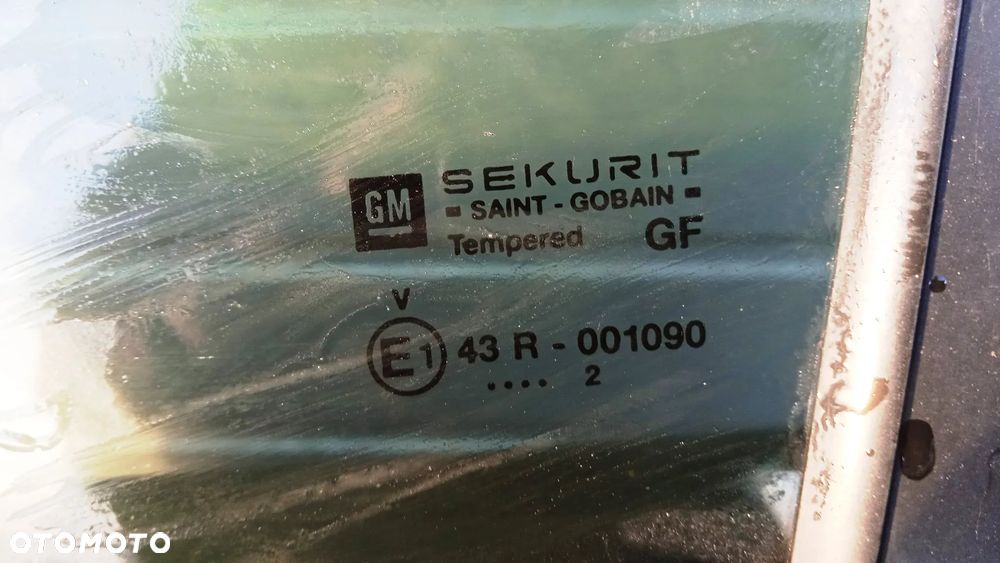 GM SEKURIT
SAINT - GOBAIN
Tempered GF
V
E1 43 R - 001090
.... 2
OTOMOTO